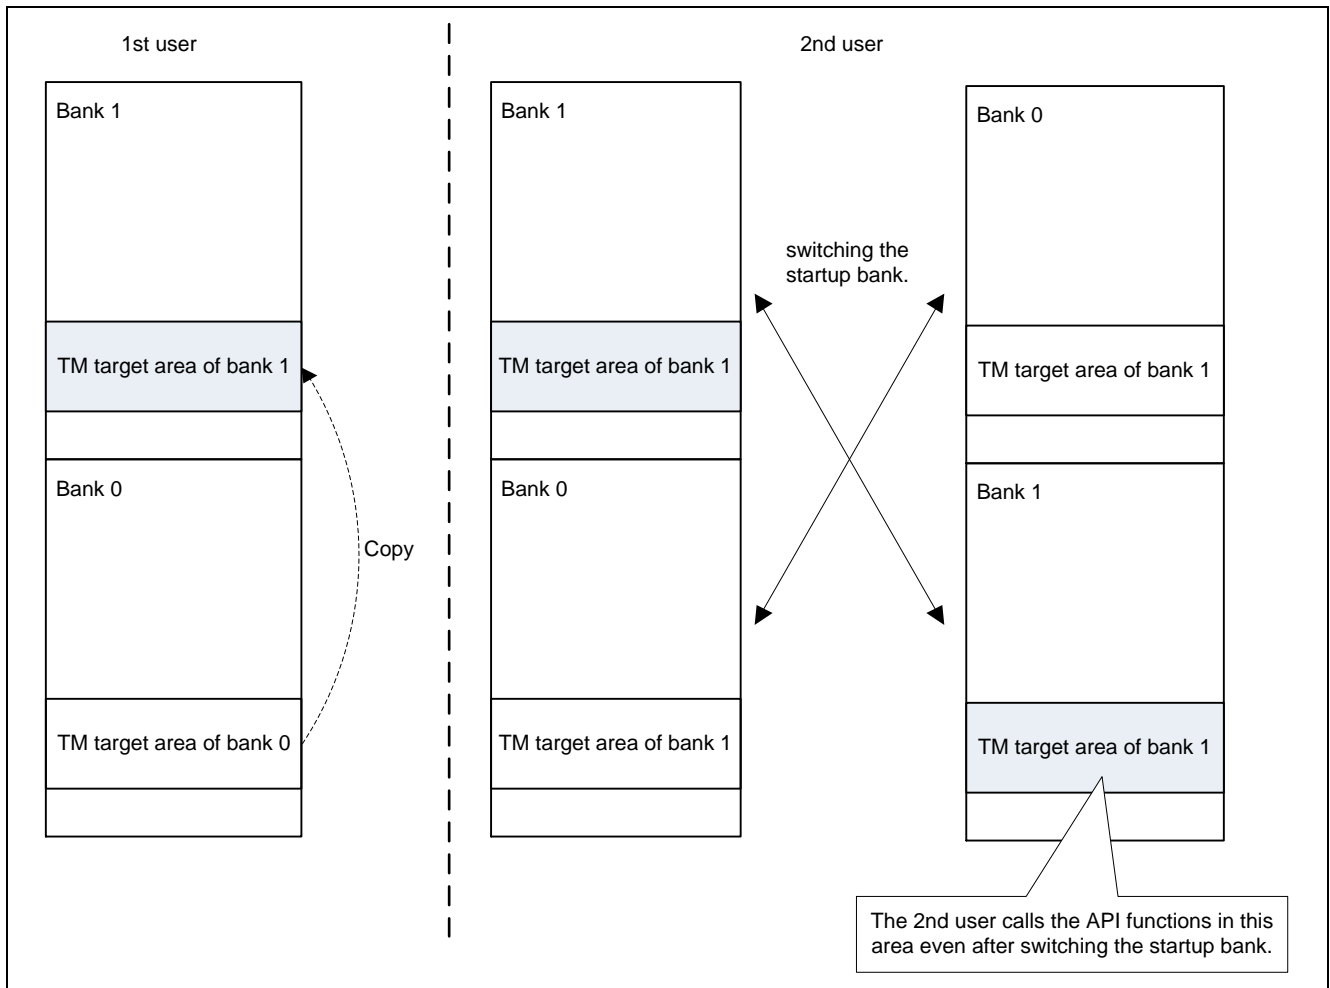 1st user
2nd user
Bank 1
TM target area of bank 1
Bank 0
TM target area of bank 0
Copy
Bank 1
TM target area of bank 1
Bank 0
TM target area of bank 1
switching the
startup bank.
Bank 0
TM target area of bank 1
Bank 1
TM target area of bank 1
The 2nd user calls the API functions in this
area even after switching the startup bank.